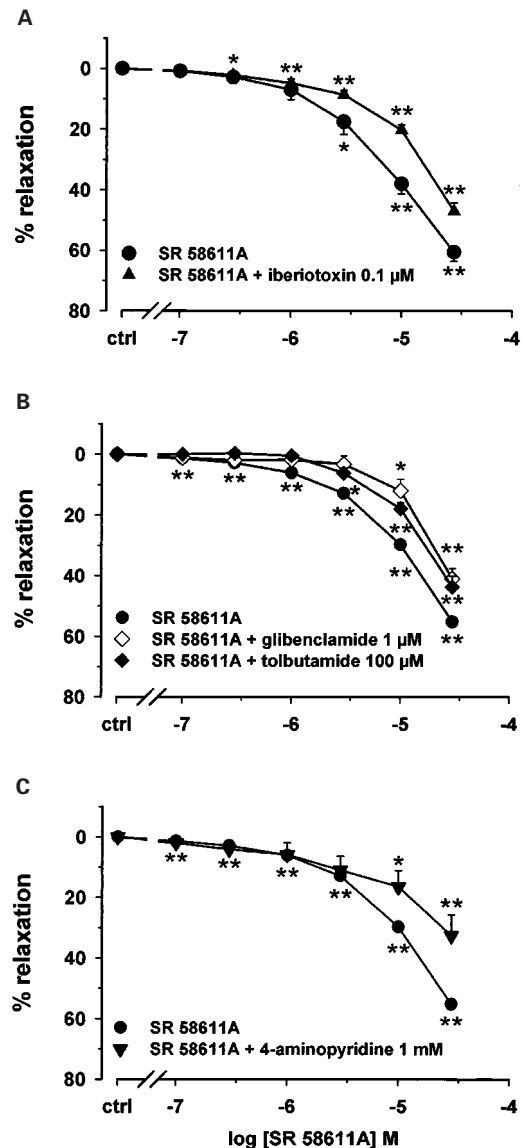 A
% relaxation
0
20
40
60
80
* ** ** ** **
* ** **
SR 58611A
SR 58611A + iberiotoxin 0.1 µM
ctrl -7 -6 -5 -4
B
% relaxation
0
20
40
60
80
* **
** ** ** ** * ** ** ** **
SR 58611A
SR 58611A + glibenclamide 1 µM
SR 58611A + tolbutamide 100 µM
ctrl -7 -6 -5 -4
C
% relaxation
0
20
40
60
80
* **
** ** ** ** ** **
SR 58611A
SR 58611A + 4-aminopyridine 1 mM
ctrl -7 -6 -5 -4
log [SR 58611A] M